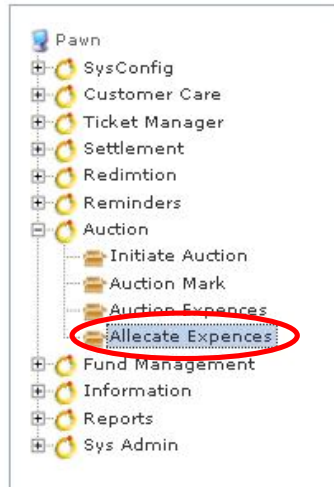 Pawn
SysConfig
Customer Care
Ticket Manager
Settlement
Redimtion
Reminders
Auction
Initiate Auction
Auction Mark
Auction Expences
Allecate Expences
Fund Management
Information
Reports
Sys Admin